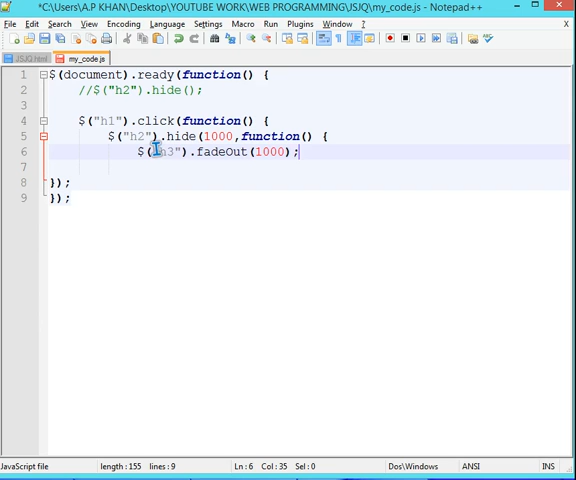 *C:\Users\A.P KHAN\Desktop\YOUTUBE WORK\WEB PROGRAMMING\JSJQ\my_code.js - Notepad++
File Edit Search View Encoding Language Settings Macro Run Plugins Window ?
X
JSJQ.html my_code.js
1 $(document).ready(function() {
2 //$("h2").hide();
3
4 $("h1").click(function() {
5 $("h2").hide(1000,function() {
6 $("h3").fadeOut(1000);
7
8 });
9 });
JavaScript file length : 155 lines : 9 Ln : 6 Col : 35 Sel : 0 Dos\Windows ANSI INS